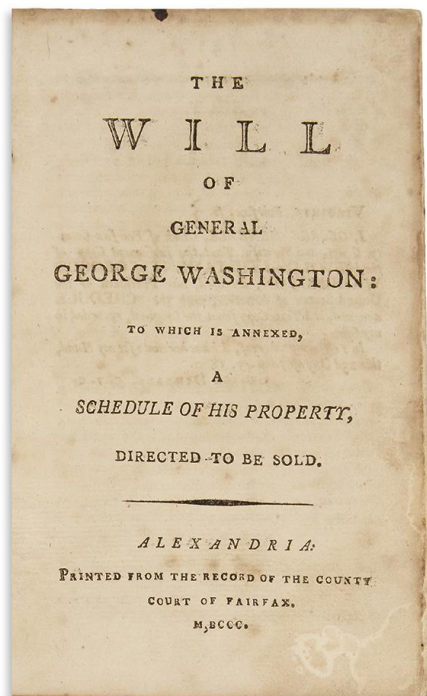 THE
WILL
OF
GENERAL
GEORGE WASHINGTON:
TO WHICH IS ANNEXED,
A
SCHEDULE OF HIS PROPERTY,
DIRECTED TO BE SOLD.
ALEXANDRIA:
PRINTED FROM THE RECORD OF THE COUNTY
COURT OF FAIRFAX.
M,DCCC.